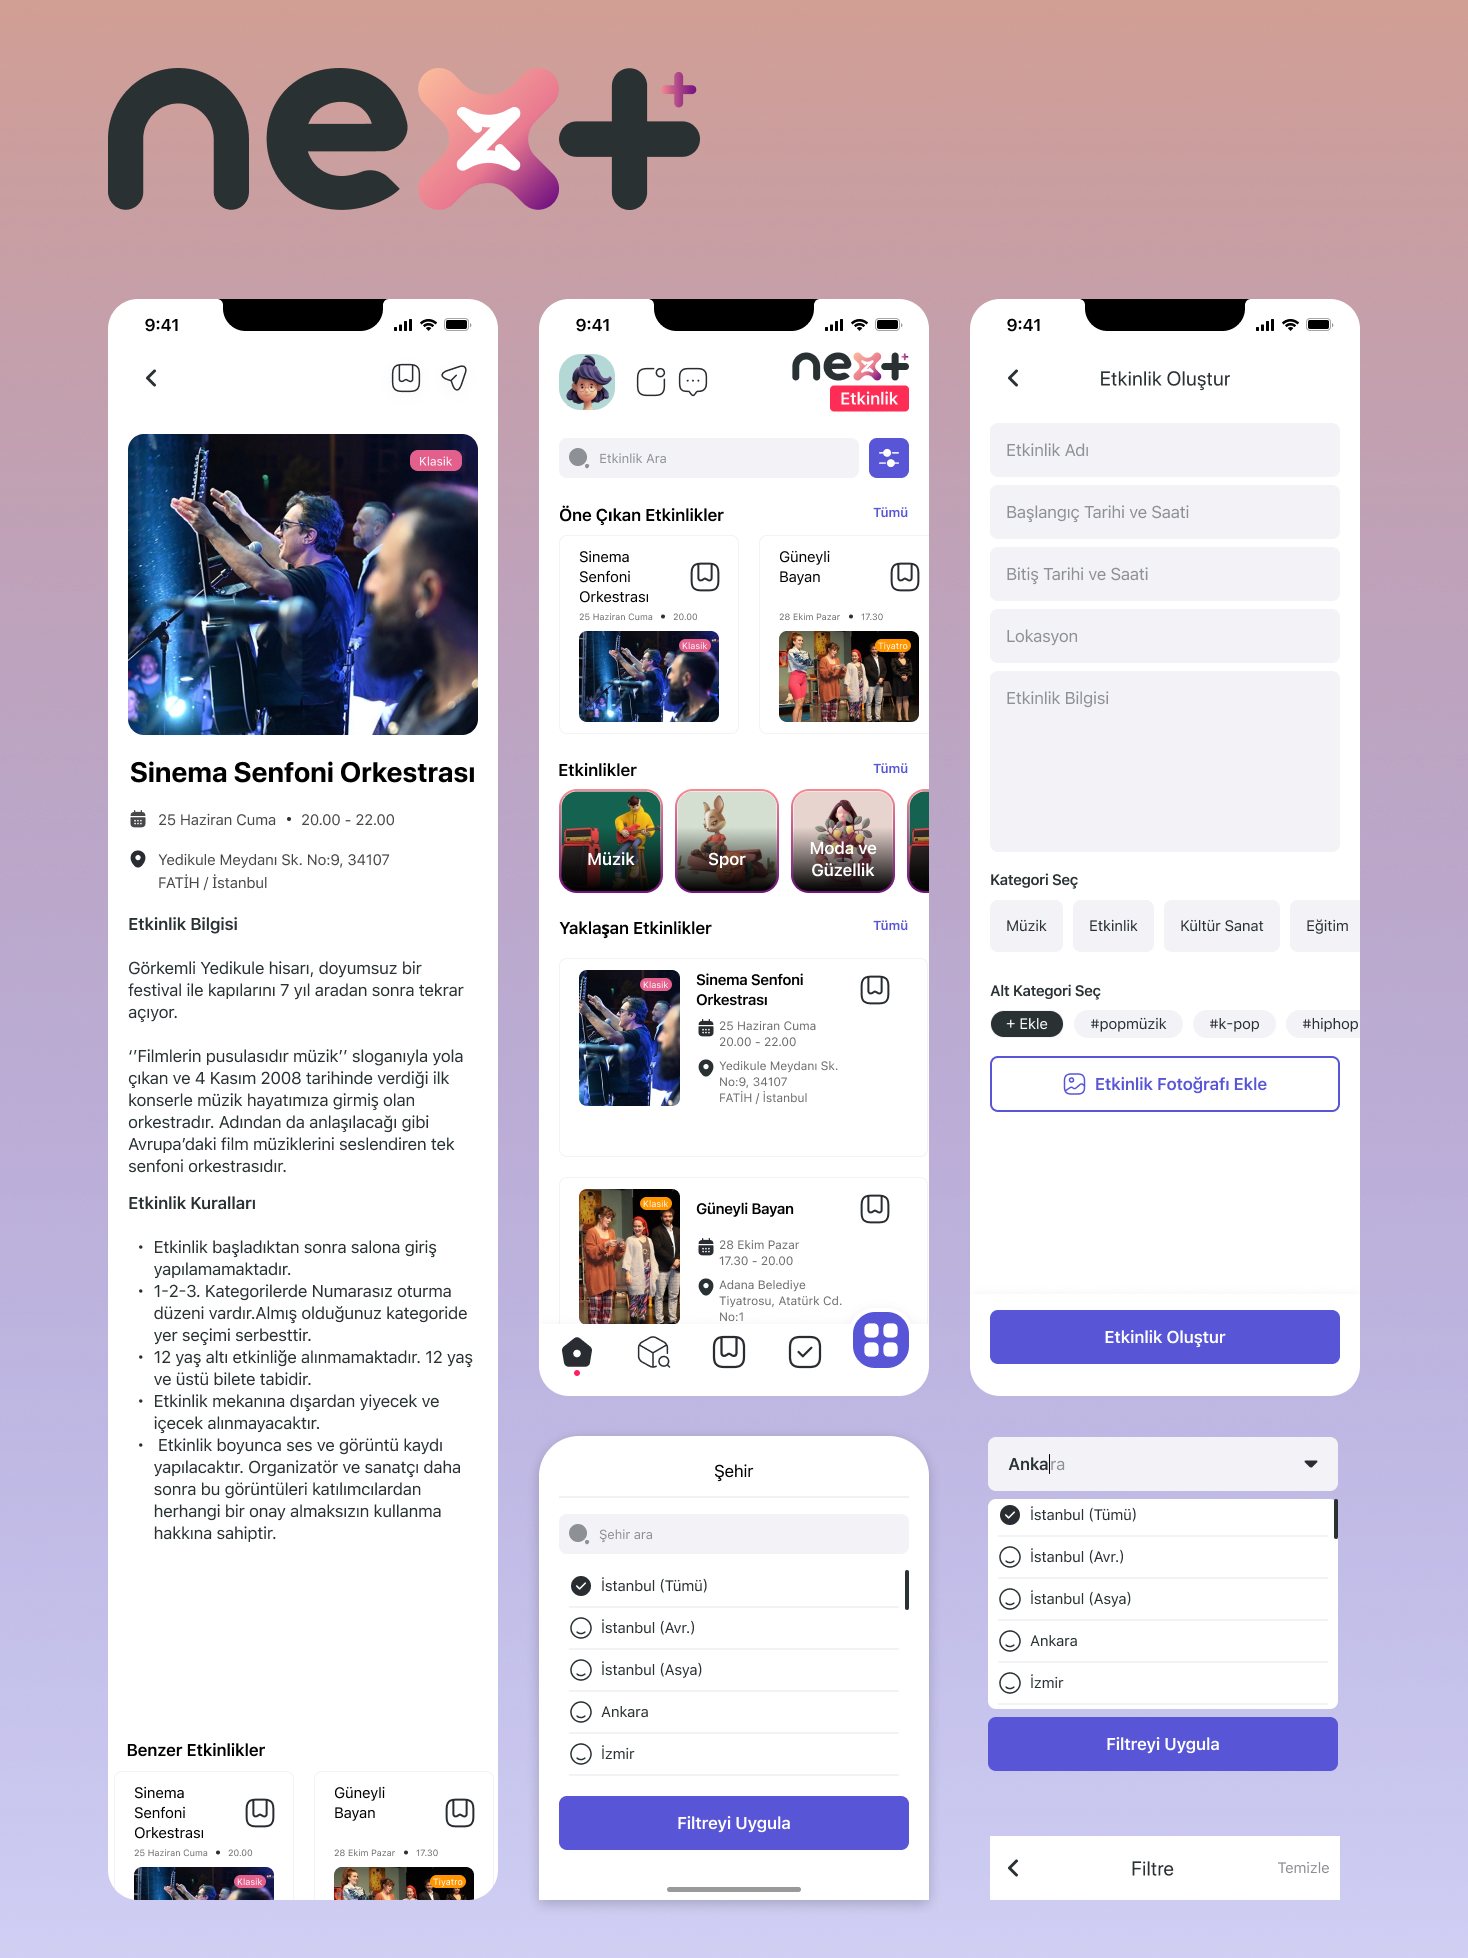 next+
9:41
Klasik
Sinema Senfoni Orkestrası
25 Haziran Cuma • 20.00 - 22.00
Yedikule Meydanı Sk. No:9, 34107
FATİH / İstanbul
Etkinlik Bilgisi
Görkemli Yedikule hisarı, doyumsuz bir
festival ile kapılarını 7 yıl aradan sonra tekrar
açıyor.
‘’Filmlerin pusulasıdır müzik’’ sloganıyla yola
çıkan ve 4 Kasım 2008 tarihinde verdiği ilk
konserle müzik hayatımıza girmiş olan
orkestradır. Adından da anlaşılacağı gibi
Avrupa’daki film müziklerini seslendiren tek
senfoni orkestrasıdır.
Etkinlik Kuralları
• Etkinlik başladıktan sonra salona giriş
yapılamamaktadır.
• 1-2-3. Kategorilerde Numarasız oturma
düzeni vardır.Almış olduğunuz kategoride
yer seçimi serbesttir.
• 12 yaş altı etkinliğe alınmamaktadır. 12 yaş
ve üstü bilete tabidir.
• Etkinlik mekanına dışardan yiyecek ve
içecek alınmayacaktır.
• Etkinlik boyunca ses ve görüntü kaydı
yapılacaktır. Organizatör ve sanatçı daha
sonra bu görüntüleri katılımcılardan
herhangi bir onay almaksızın kullanma
hakkına sahiptir.
Benzer Etkinlikler
Sinema
Senfoni
Orkestrası
25 Haziran Cuma • 20.00
Klasik
Güneyli
Bayan
28 Ekim Pazar • 17.30
Tiyatro
9:41
next+
Etkinlik
Etkinlik Ara
Öne Çıkan Etkinlikler
Tümü
Sinema
Senfoni
Orkestrası
25 Haziran Cuma • 20.00
Klasik
Güneyli
Bayan
28 Ekim Pazar • 17.30
Tiyatro
Etkinlikler
Tümü
Müzik
Spor
Moda ve
Güzellik
Yaklaşan Etkinlikler
Tümü
Klasik
Sinema Senfoni
Orkestrası
25 Haziran Cuma
20.00 - 22.00
Yedikule Meydanı Sk.
No:9, 34107
FATİH / İstanbul
Klasik
Güneyli Bayan
28 Ekim Pazar
17.30 - 20.00
Adana Belediye
Tiyatrosu, Atatürk Cd.
No:1
Şehir
Şehir ara
İstanbul (Tümü)
İstanbul (Avr.)
İstanbul (Asya)
Ankara
İzmir
Filtreyi Uygula
9:41
Etkinlik Oluştur
Etkinlik Adı
Başlangıç Tarihi ve Saati
Bitiş Tarihi ve Saati
Lokasyon
Etkinlik Bilgisi
Kategori Seç
Müzik
Etkinlik
Kültür Sanat
Eğitim
Alt Kategori Seç
+ Ekle
#popmüzik
#k-pop
#hiphop
Etkinlik Fotoğrafı Ekle
Etkinlik Oluştur
Ankara
İstanbul (Tümü)
İstanbul (Avr.)
İstanbul (Asya)
Ankara
İzmir
Filtreyi Uygula
Filtre
Temizle